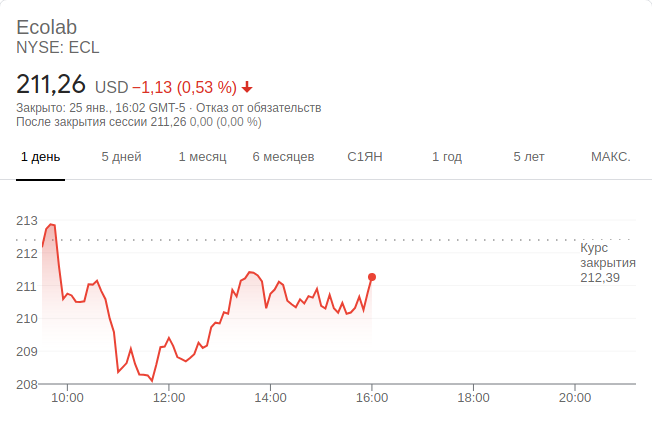 Ecolab
NYSE: ECL
211,26 USD −1,13 (0,53 %)
Закрыто: 25 янв., 16:02 GMT-5 · Отказ от обязательств
После закрытия сессии 211,26 0,00 (0,00 %)
1 день 5 дней 1 месяц 6 месяцев С1ЯН 1 год 5 лет МАКС.
213
212
211
210
209
208
Курс
закрытия
212,39
10:00 12:00 14:00 16:00 18:00 20:00